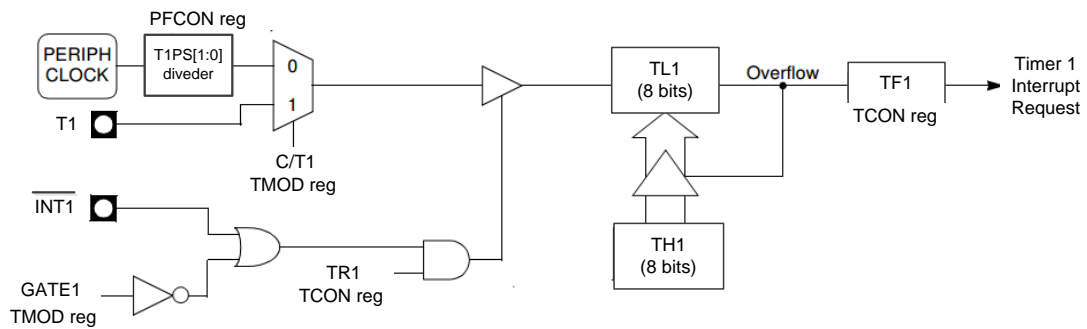 PFCON reg
PERIPH
CLOCK
T1PS[1:0]
diveder
0
1
T1
C/T1
TMOD reg
TL1
(8 bits)
Overflow
TF1
TCON reg
Timer 1
Interrupt
Request
INT1
TH1
(8 bits)
TR1
TCON reg
GATE1
TMOD reg